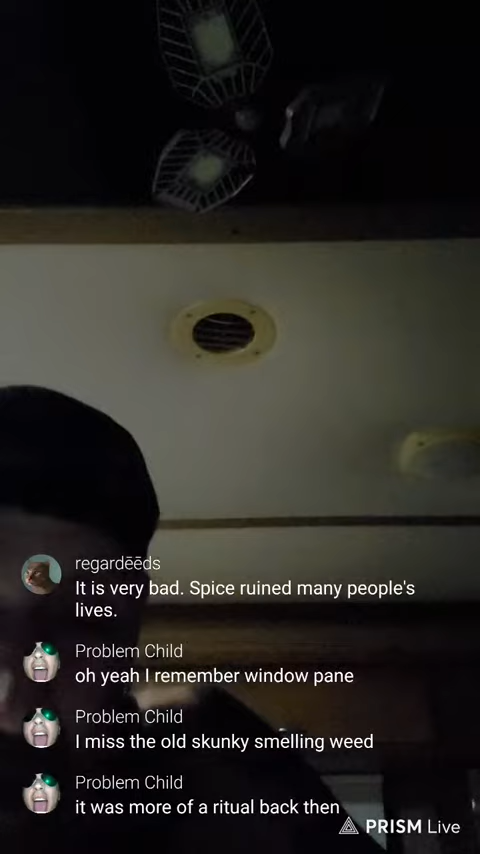 regardēēds
It is very bad. Spice ruined many people's
lives.
Problem Child
oh yeah I remember window pane
Problem Child
I miss the old skunky smelling weed
Problem Child
it was more of a ritual back then
PRISM Live